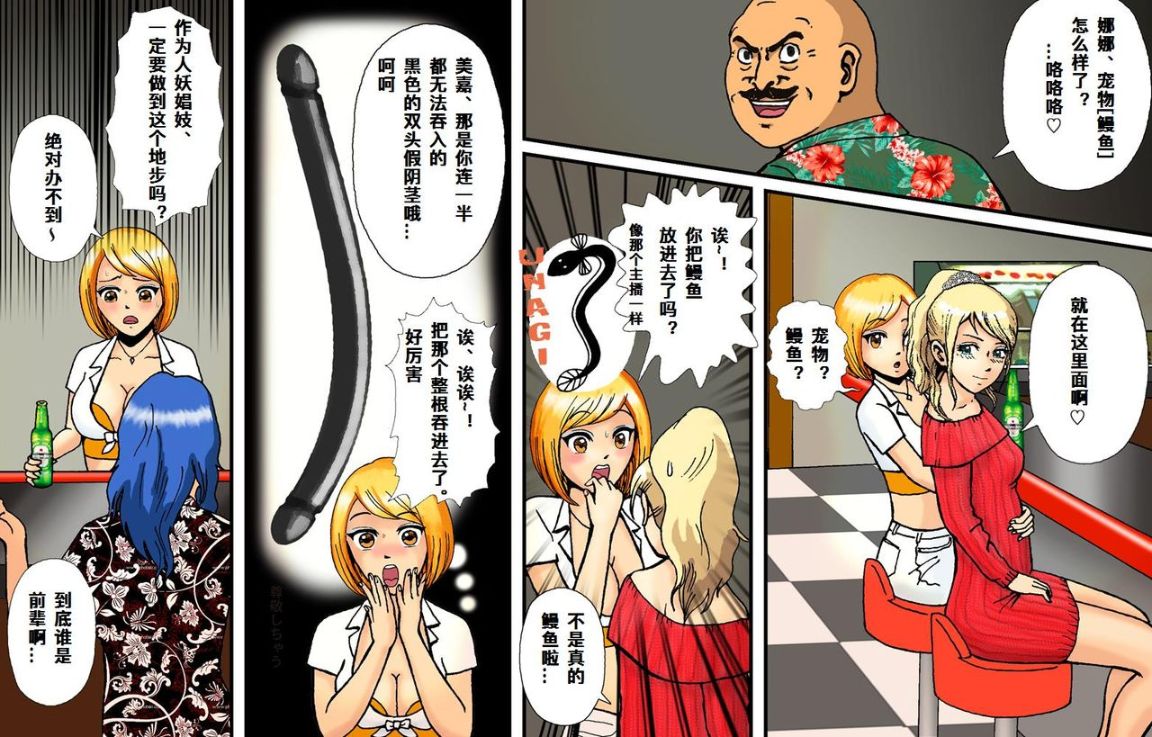 娜娜、宠物[鳗鱼]
怎么样了？
…咯咯咯♡
就在这里面啊♡
宠物？
鳗鱼？
诶~！
你把鳗鱼
放进去了吗？
像那个主播一样
UNAGI
不是真的
鳗鱼啦…
美嘉、那是你连一半
都无法吞入的
黑色的双头假阴茎哦…
呵呵
诶、诶诶~！
把那个整根吞进去了。
好厉害
尊敬しちゃう
作为人妖娼妓、
一定要做到这个地步吗？
绝对办不到～
到底谁是
前辈啊…